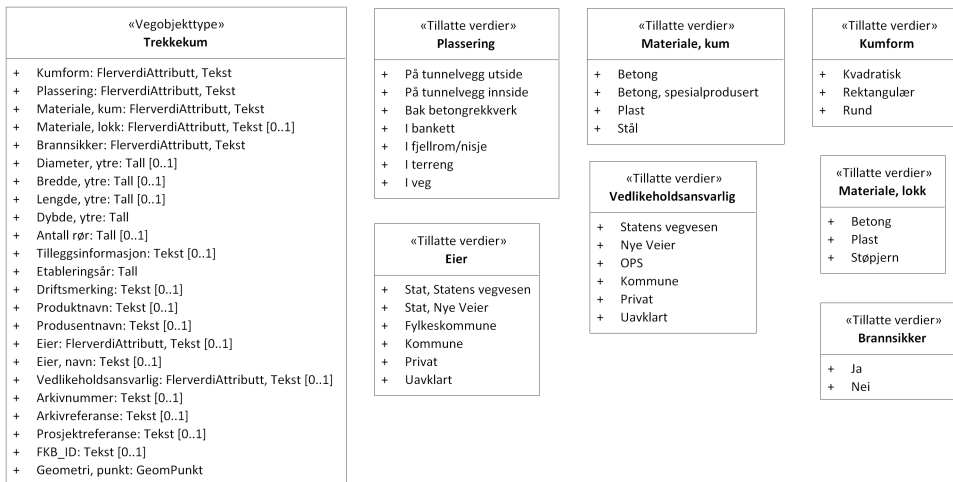 «Vegobjekttype»
Trekkekum
+ Kumform: FlerverdiAttributt, Tekst
+ Plassering: FlerverdiAttributt, Tekst
+ Materiale, kum: FlerverdiAttributt, Tekst
+ Materiale, lokk: FlerverdiAttributt, Tekst [0..1]
+ Brannsikker: FlerverdiAttributt, Tekst
+ Diameter, ytre: Tall [0..1]
+ Bredde, ytre: Tall [0..1]
+ Lengde, ytre: Tall [0..1]
+ Dybde, ytre: Tall
+ Antall rør: Tall [0..1]
+ Tilleggsinformasjon: Tekst [0..1]
+ Etableringsår: Tall
+ Driftsmerking: Tekst [0..1]
+ Produktnavn: Tekst [0..1]
+ Produsentnavn: Tekst [0..1]
+ Eier: FlerverdiAttributt, Tekst [0..1]
+ Eier, navn: Tekst [0..1]
+ Vedlikeholdsansvarlig: FlerverdiAttributt, Tekst [0..1]
+ Arkivnummer: Tekst [0..1]
+ Arkivreferanse: Tekst [0..1]
+ Prosjektreferanse: Tekst [0..1]
+ FKB_ID: Tekst [0..1]
+ Geometri, punkt: GeomPunkt
«Tillatte verdier»
Plassering
+ På tunnelvegg utside
+ På tunnelvegg innside
+ Bak betongrekkverk
+ I bankett
+ I fjellrom/nisje
+ I terreng
+ I veg
«Tillatte verdier»
Eier
+ Stat, Statens vegvesen
+ Stat, Nye Veier
+ Fylkeskommune
+ Kommune
+ Privat
+ Uavklart
«Tillatte verdier»
Materiale, kum
+ Betong
+ Betong, spesialprodusert
+ Plast
+ Stål
«Tillatte verdier»
Vedlikeholdsansvarlig
+ Statens vegvesen
+ Nye Veier
+ OPS
+ Kommune
+ Privat
+ Uavklart
«Tillatte verdier»
Kumform
+ Kvadratisk
+ Rektangulær
+ Rund
«Tillatte verdier»
Materiale, lokk
+ Betong
+ Plast
+ Støpjern
«Tillatte verdier»
Brannsikker
+ Ja
+ Nei